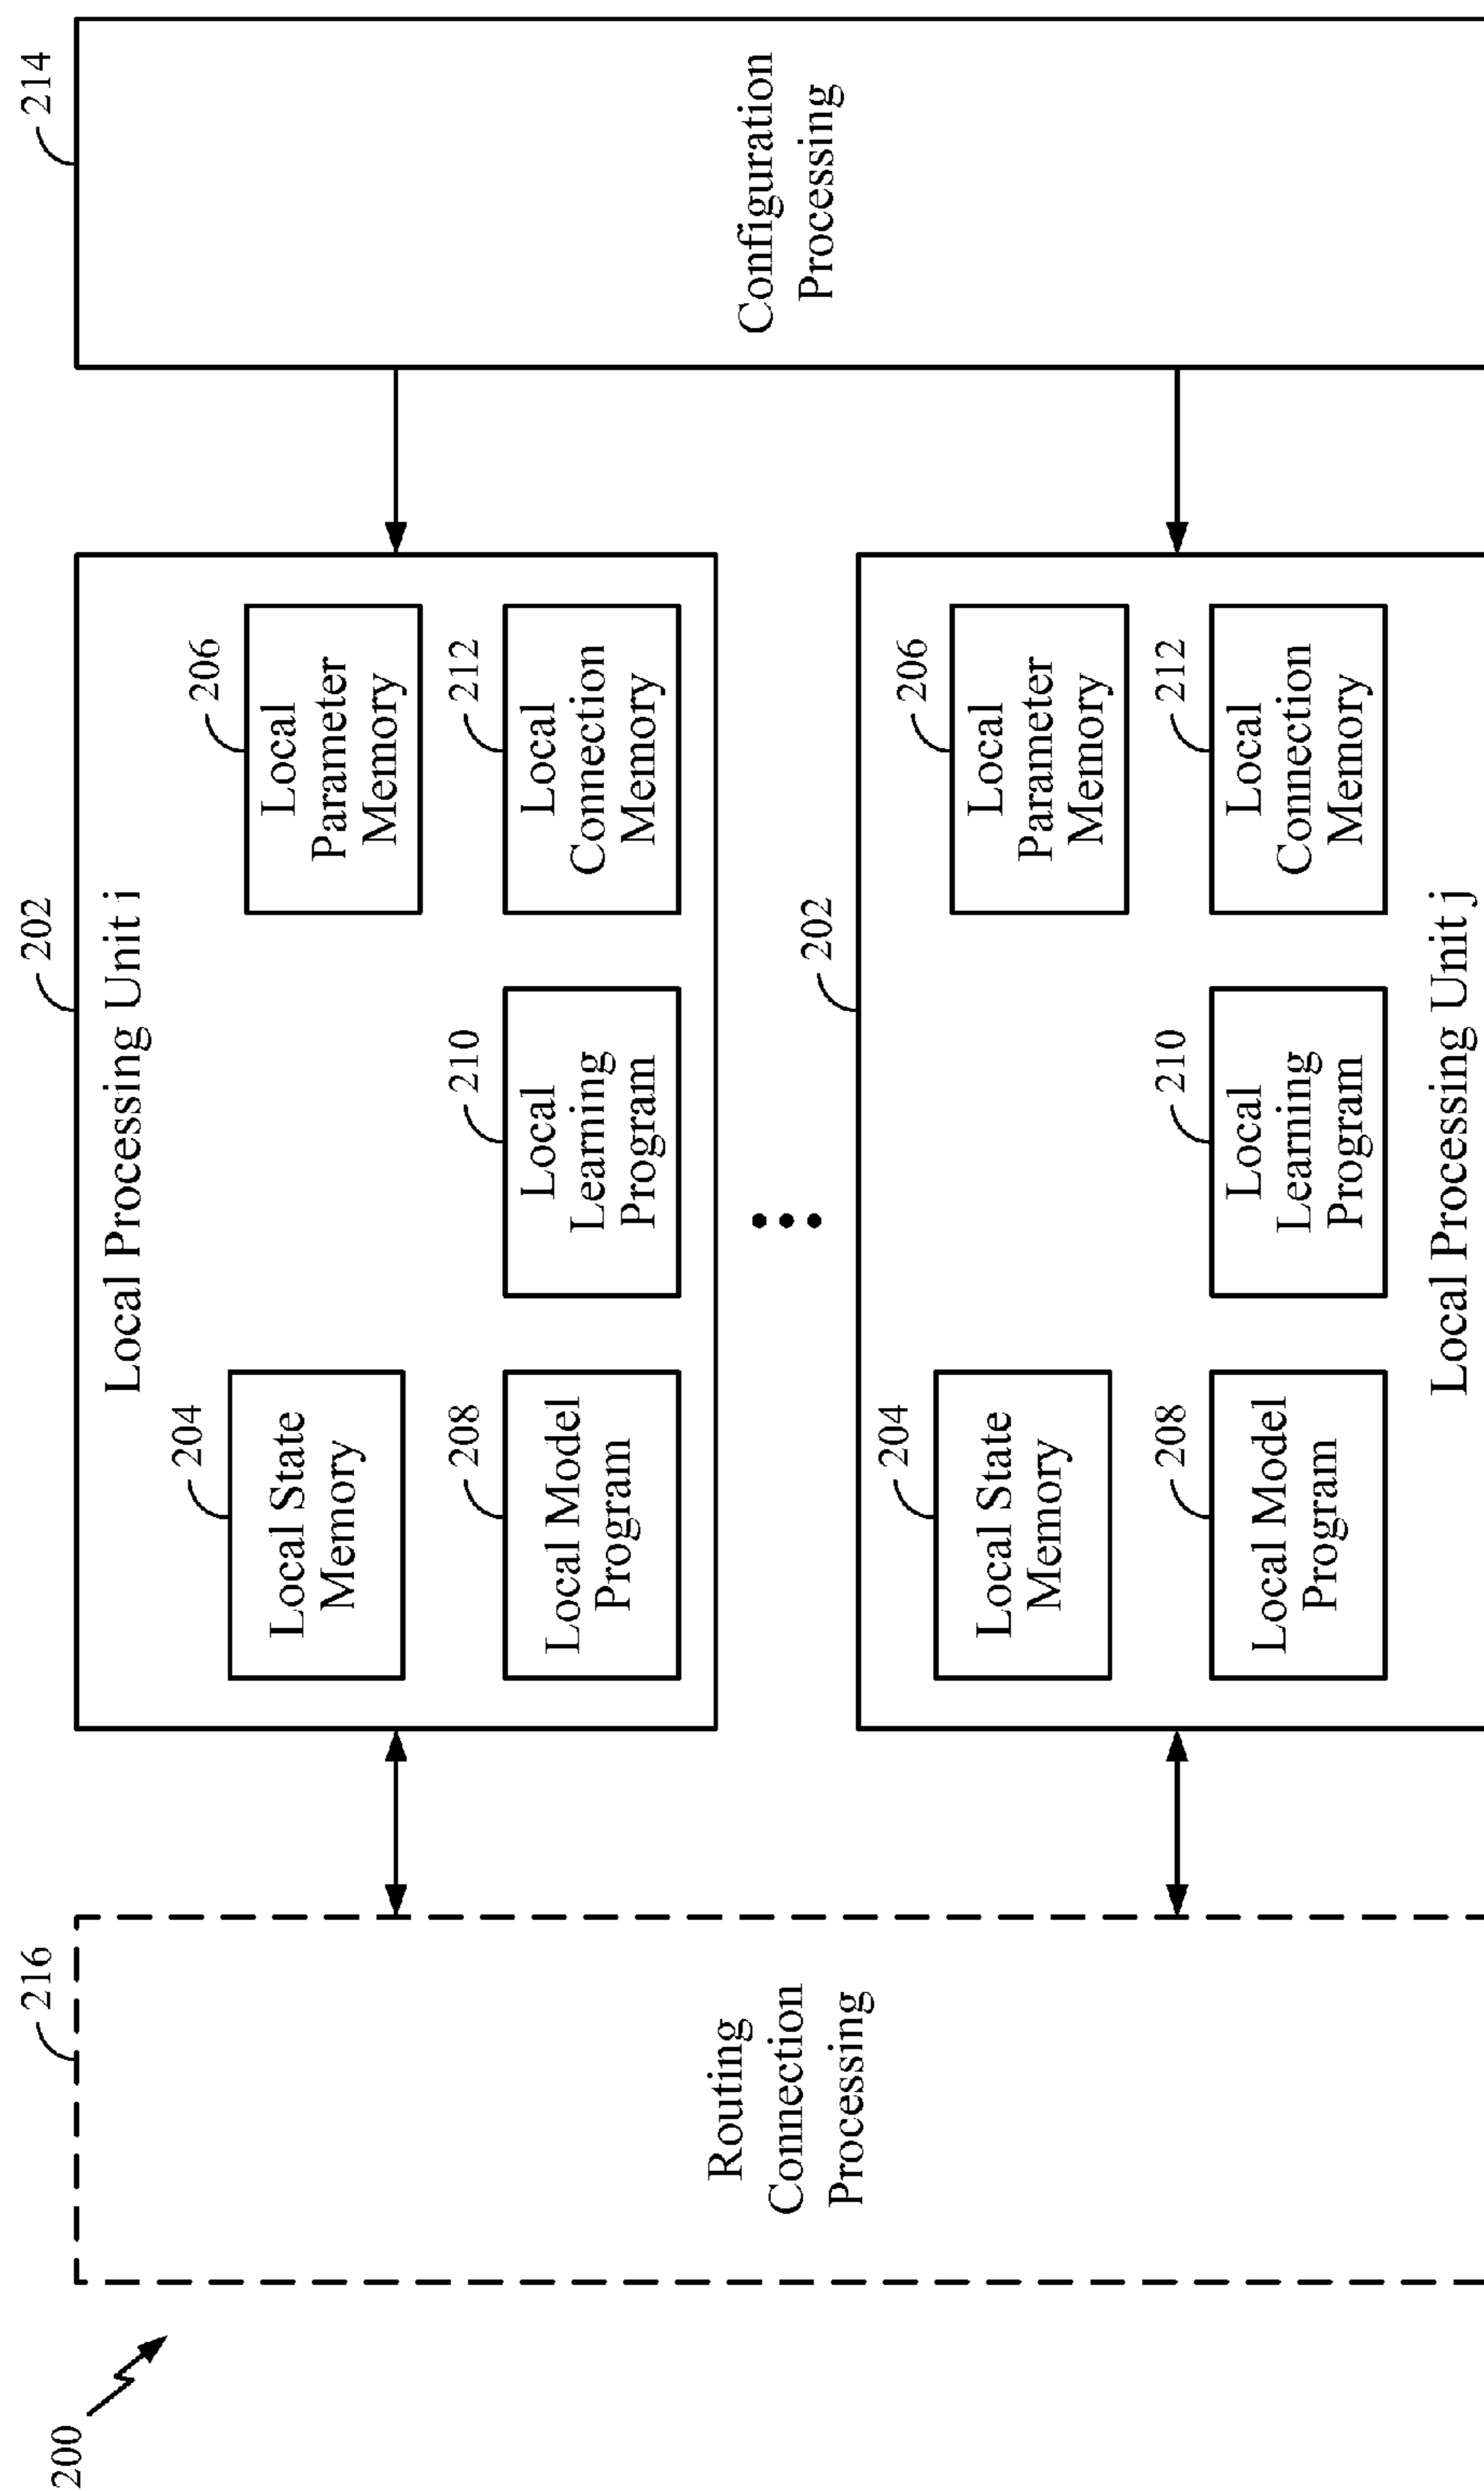 200
216
Routing
Connection
Processing
202
Local Processing Unit i
204
Local State
Memory
206
Local
Parameter
Memory
208
Local Model
Program
210
Local
Learning
Program
212
Local
Connection
Memory
202
204
Local State
Memory
206
Local
Parameter
Memory
208
Local Model
Program
210
Local
Learning
Program
212
Local
Connection
Memory
Local Processing Unit j
214
Configuration
Processing